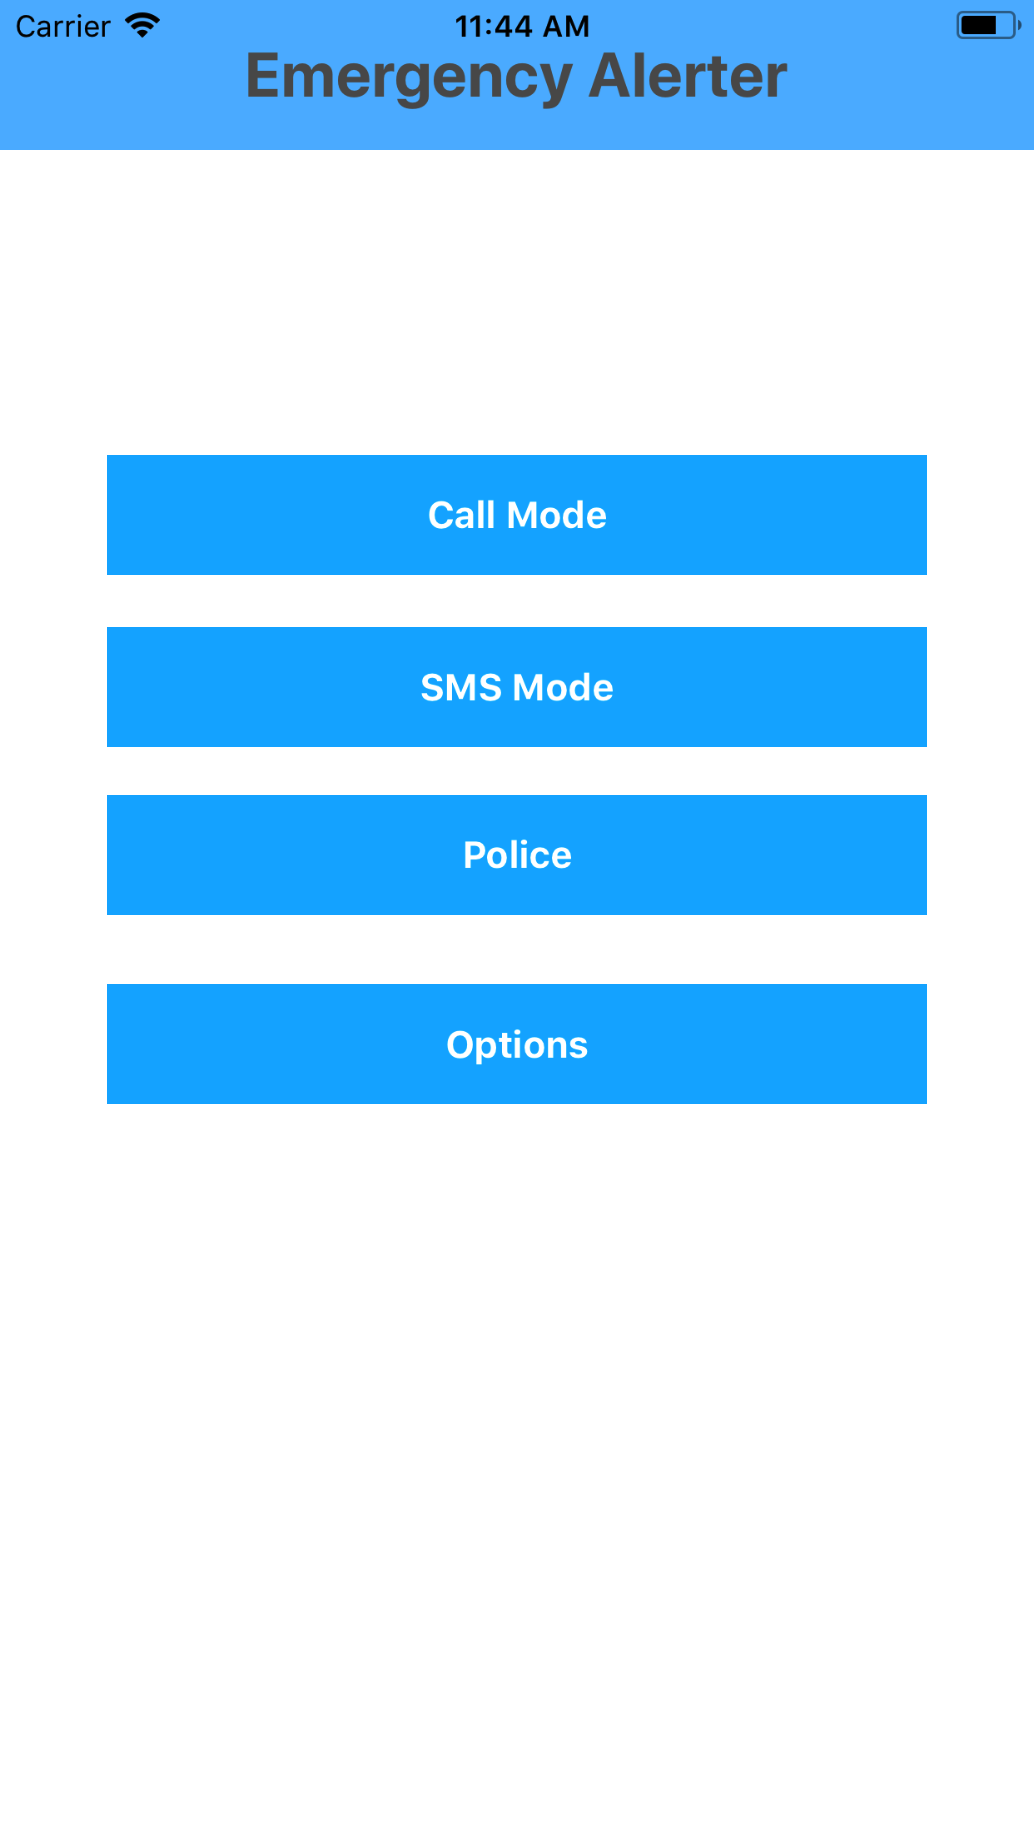 Carrier 11:44 AM
Emergency Alerter
Call Mode
SMS Mode
Police
Options